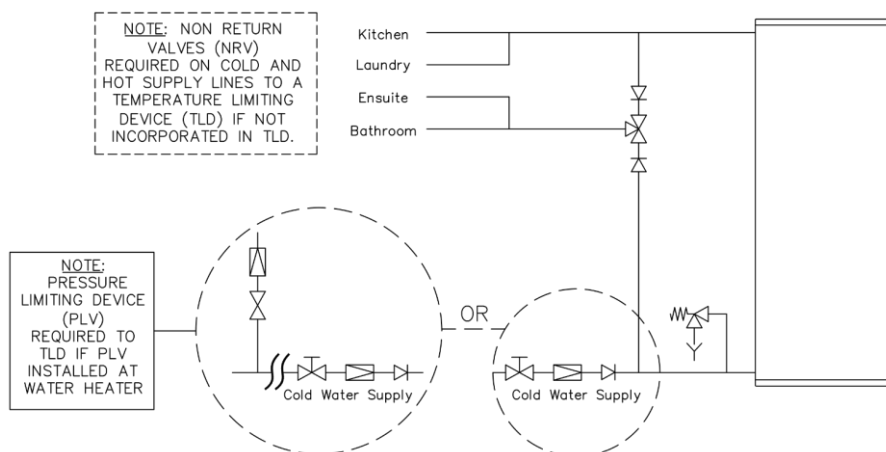 NOTE: NON RETURN
VALVES (NRV)
REQUIRED ON COLD AND
HOT SUPPLY LINES TO A
TEMPERATURE LIMITING
DEVICE (TLD) IF NOT
INCORPORATED IN TLD.
Kitchen
Laundry
Ensuite
Bathroom
NOTE:
PRESSURE
LIMITING DEVICE
(PLV)
REQUIRED TO
TLD IF PLV
INSTALLED AT
WATER HEATER
OR
Cold Water Supply
Cold Water Supply